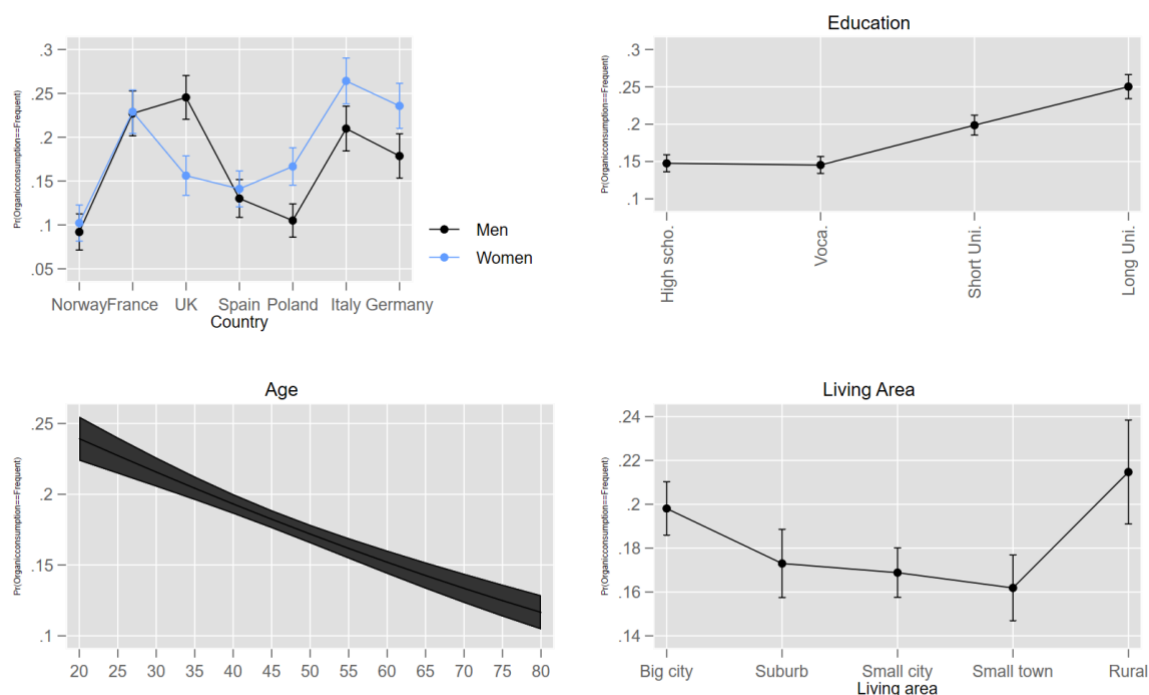 Pr(Organicconsumption==Frequent)
.3
.25
.2
.15
.1
.05
Norway France UK Spain Poland Italy Germany
Country
Men
Women
Education
Pr(Organicconsumption==Frequent)
.3
.25
.2
.15
.1
High scho.
Voca.
Short Uni.
Long Uni.
Age
Pr(Organicconsumption==Frequent)
.25
.2
.15
.1
20 25 30 35 40 45 50 55 60 65 70 75 80
Living Area
Pr(Organicconsumption==Frequent)
.24
.22
.2
.18
.16
.14
Big city Suburb Small city Small town Rural
Living area